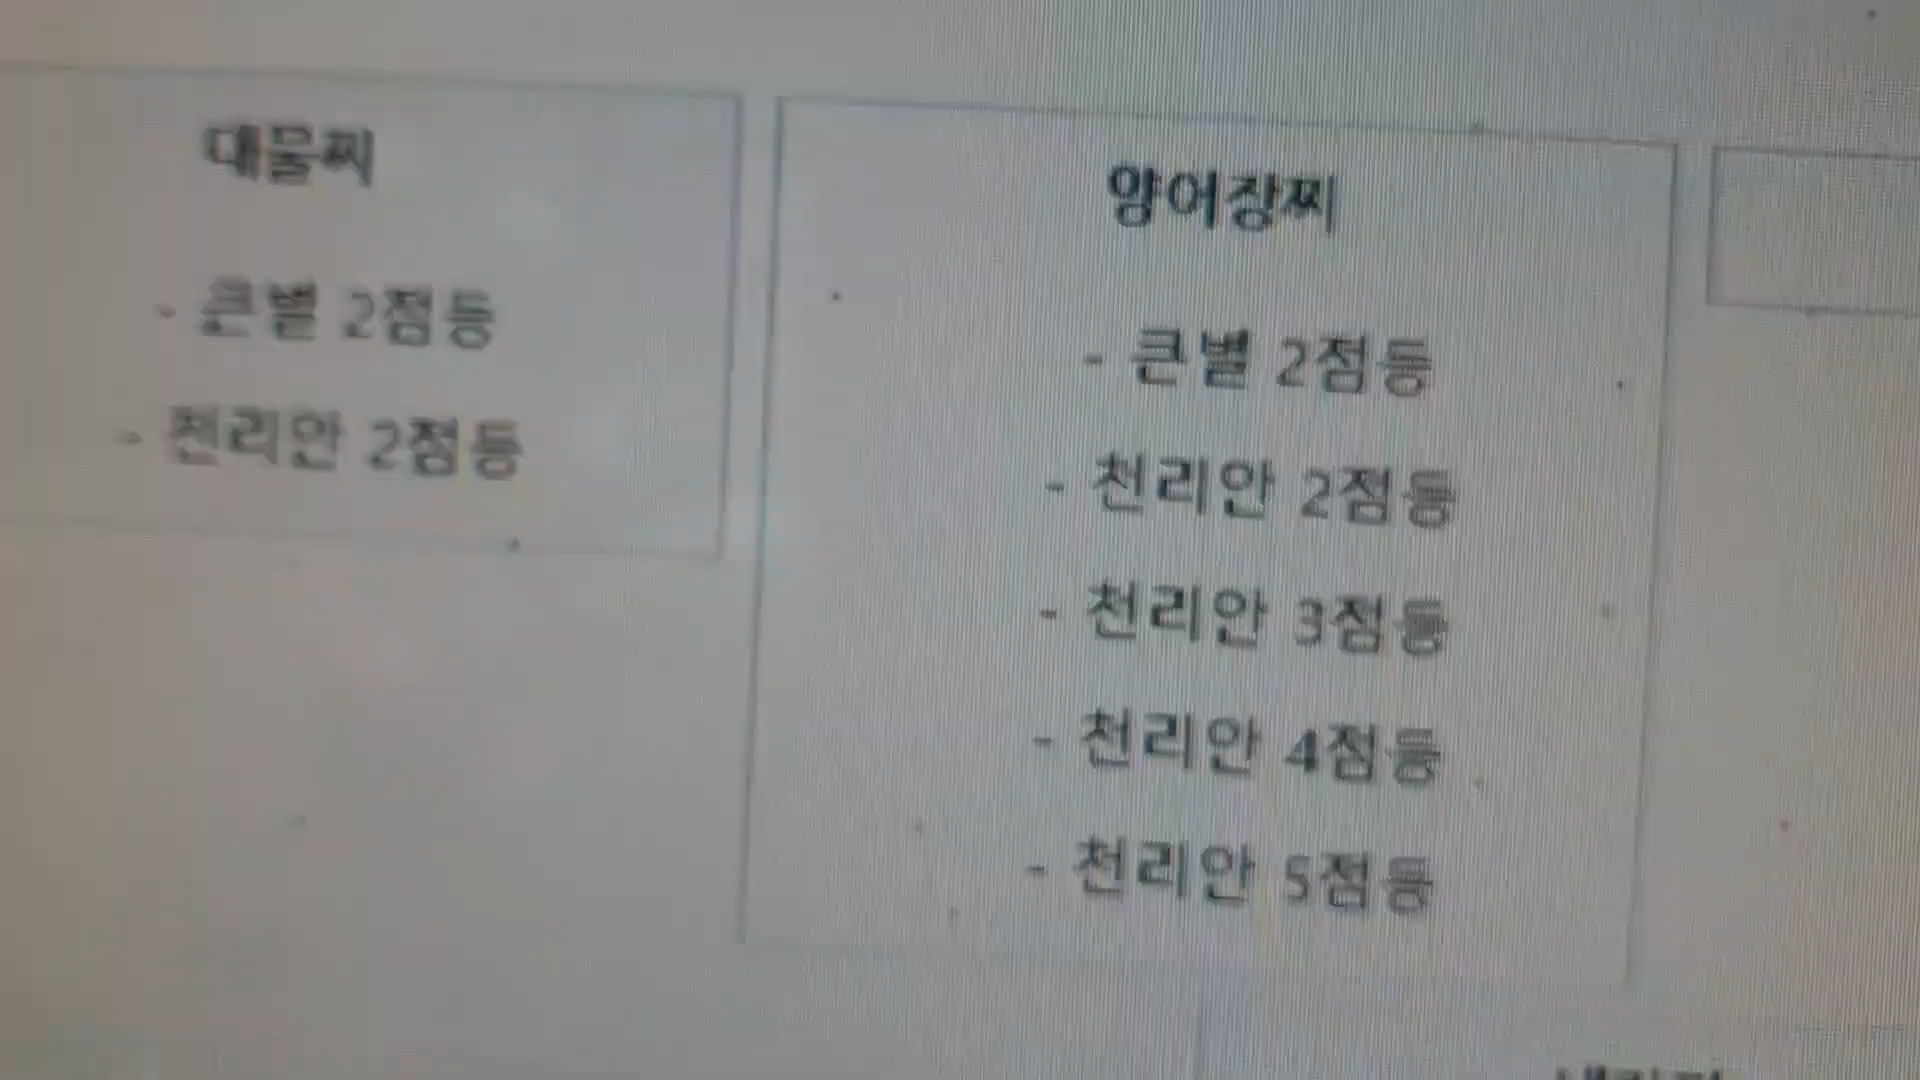 대물찌
- 큰별 2점등
- 천리안 2점등
양어장찌
- 큰별 2점등
- 천리안 2점등
- 천리안 3점등
- 천리안 4점등
- 천리안 5점등